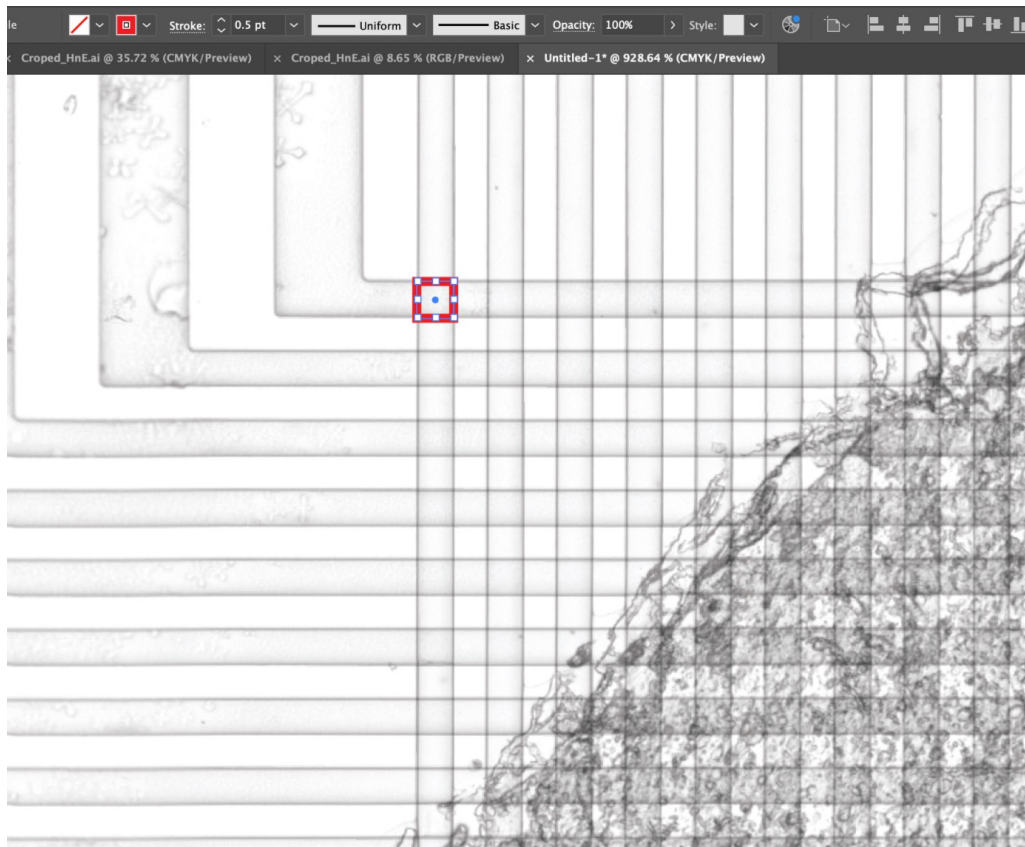 le Stroke: 0.5 pt Uniform Basic Opacity: 100% Style:
× Croped_HnE.ai @ 35.72 % (CMYK/Preview) × Croped_HnE.ai @ 8.65 % (RGB/Preview) × Untitled-1* @ 928.64 % (CMYK/Preview)